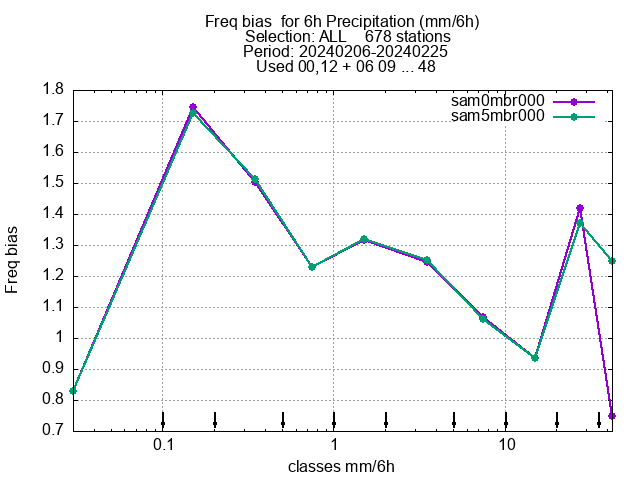 Freq bias  for 6h Precipitation (mm/6h)
Selection: ALL    678 stations
Period: 20240206-20240225
Used 00,12 + 06 09 ... 48
sam0mbr000
sam5mbr000
1.8
1.7
1.6
1.5
1.4
1.3
1.2
1.1
1
0.9
0.8
0.7
Freq bias
0.1 1 10
classes mm/6h